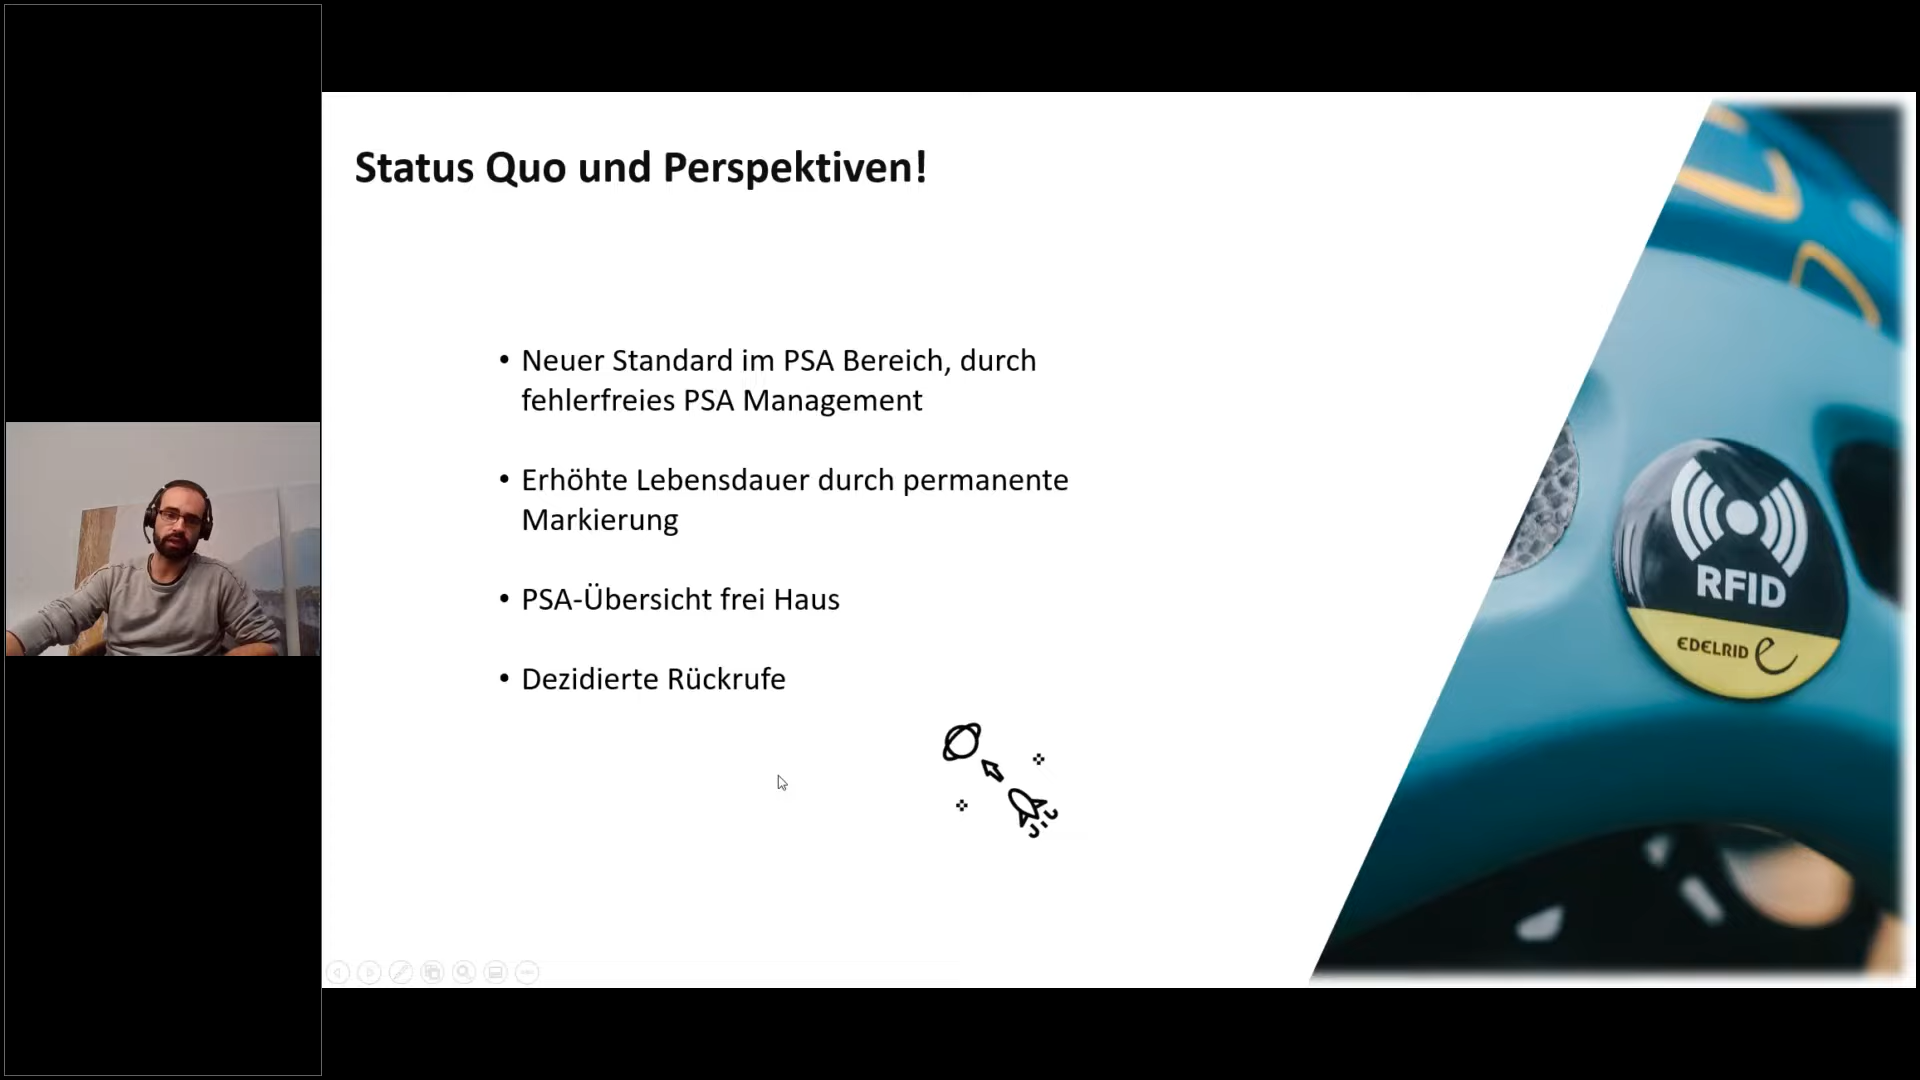 Status Quo und Perspektiven!
• Neuer Standard im PSA Bereich, durch
fehlerfreies PSA Management
• Erhöhte Lebensdauer durch permanente
Markierung
• PSA-Übersicht frei Haus
• Dezidierte Rückrufe
RFID
EDELRID e